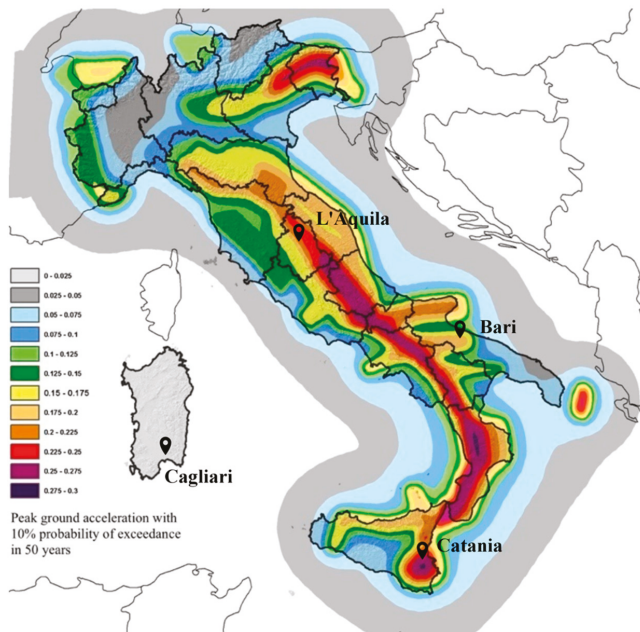 L'Aquila
Bari
Cagliari
Catania
0 - 0.025
0.025 - 0.05
0.05 - 0.075
0.075 - 0.1
0.1 - 0.125
0.125 - 0.15
0.15 - 0.175
0.175 - 0.2
0.2 - 0.225
0.225 - 0.25
0.25 - 0.275
0.275 - 0.3
Peak ground acceleration with
10% probability of exceedance
in 50 years